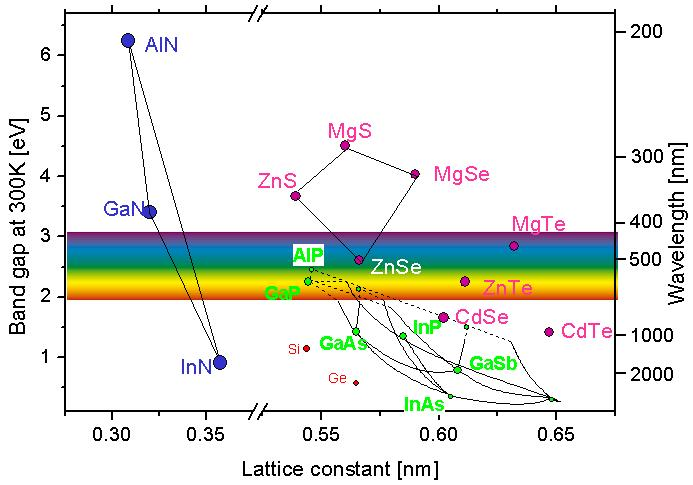 6
5
4
3
2
1
Band gap at 300K [eV]
200
300
400
500
1000
2000
Wavelength [nm]
AlN
GaN
InN
MgS
MgSe
ZnS
ZnSe
MgTe
ZnTe
CdSe
CdTe
AlP
GaP
GaAs
InP
GaSb
InAs
Si
Ge
0.30 0.35 0.55 0.60 0.65
Lattice constant [nm]